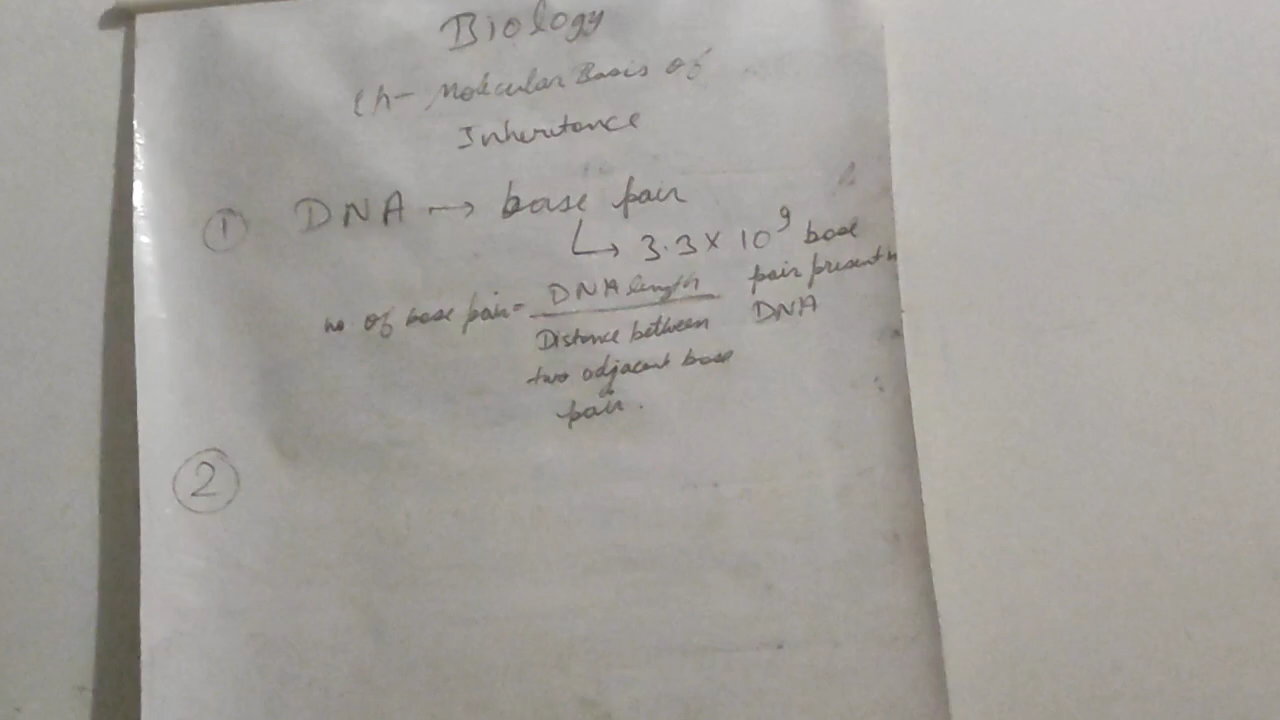 Biology
Ch- Molecular Basis of
Inheritance
① DNA → base pair
↳ 3.3 × 10⁹ base
pair present in
DNA
no of base pair = DNA length
Distance between
two adjacent base
pair.
②